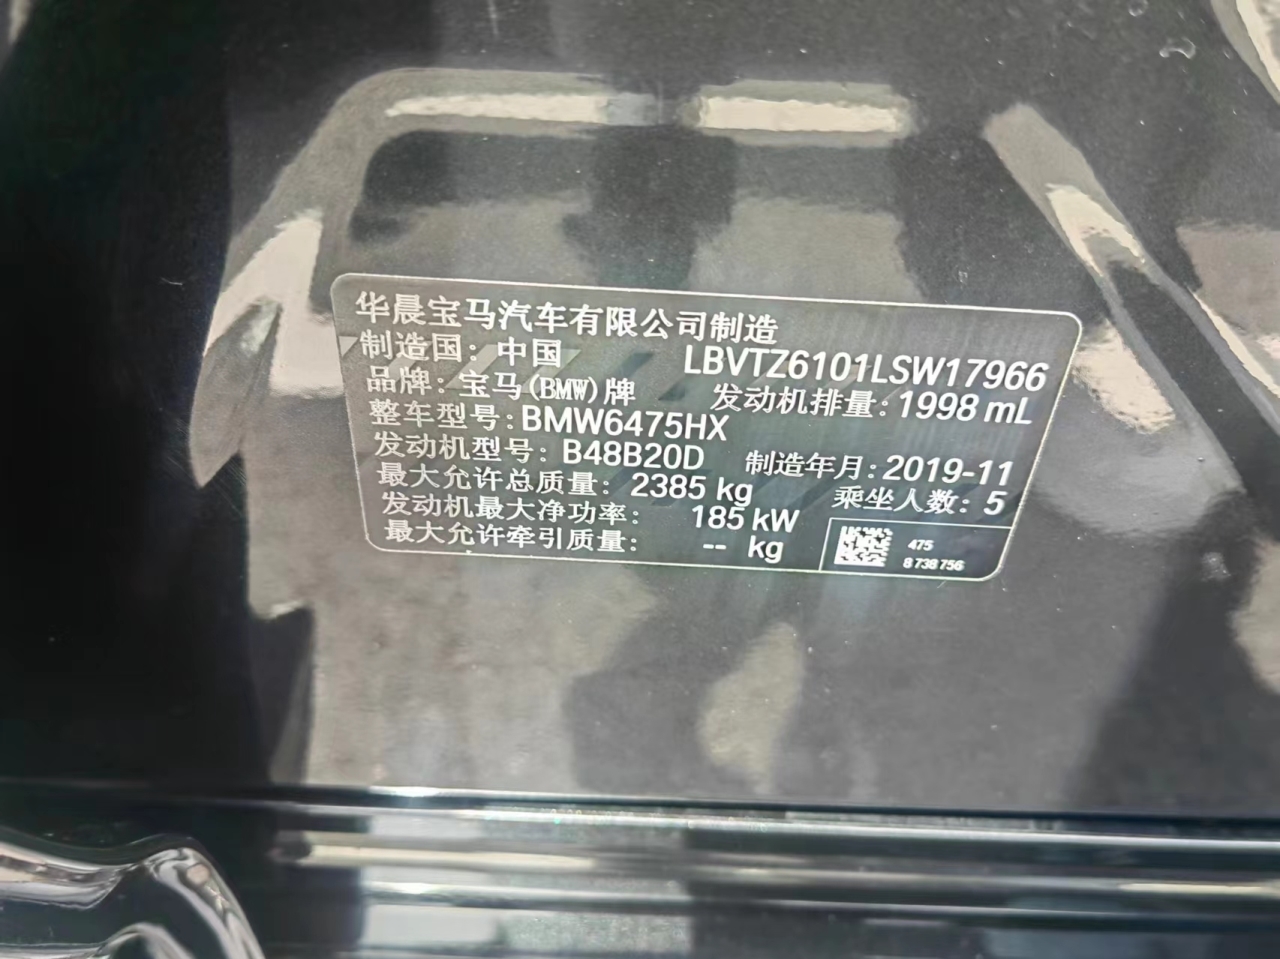 华晨宝马汽车有限公司制造
制造国：中国 LBVTZ6101LSW17966
品牌：宝马(BMW)牌 发动机排量：1998 mL
整车型号：BMW6475HX
发动机型号：B48B20D 制造年月：2019-11
最大允许总质量：2385 kg 乘坐人数：5
发动机最大净功率：185 kW
最大允许牵引质量：-- kg
475
8 738 756